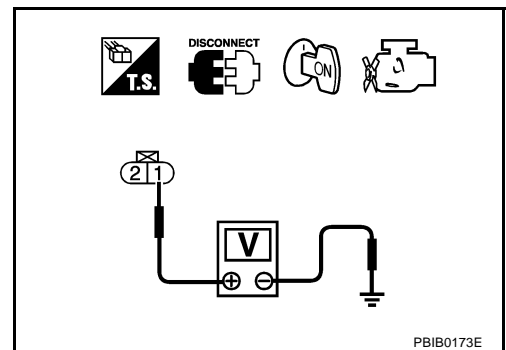 DISCONNECT
T.S.
ON
2 1
V
+ −
PBIB0173E